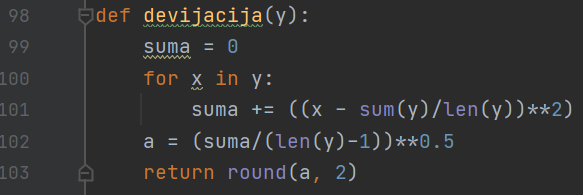 98 def devijacija(y):
99 suma = 0
100 for x in y:
101 suma += ((x - sum(y)/len(y))**2)
102 a = (suma/(len(y)-1))**0.5
103 return round(a, 2)